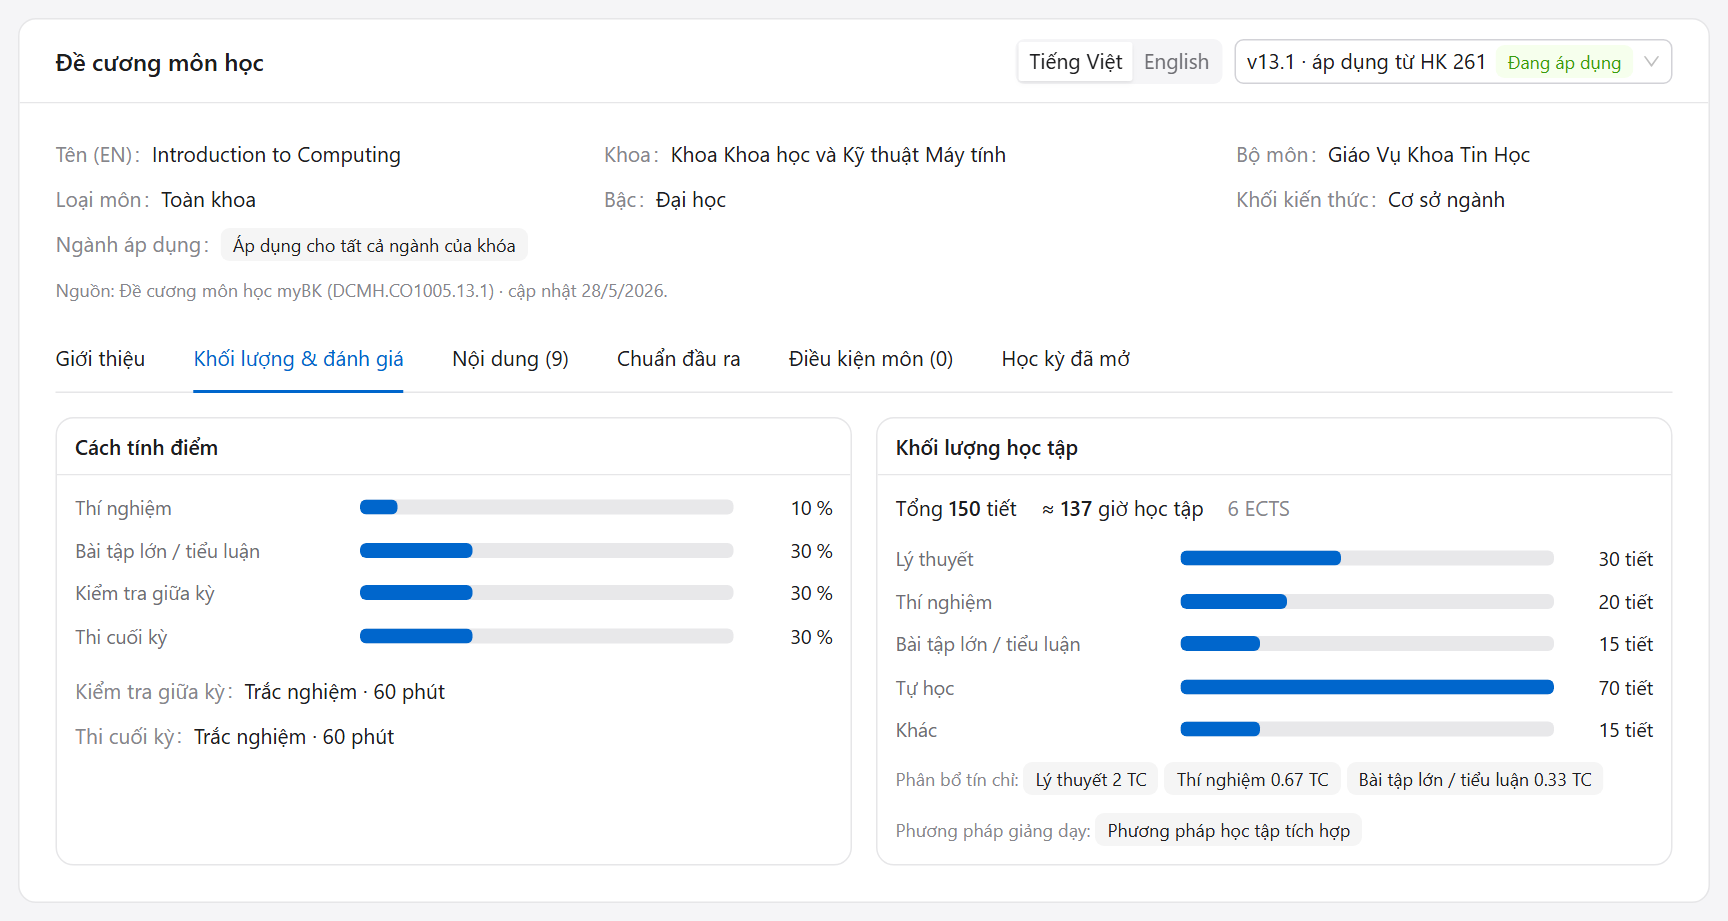 Đề cương môn học
Tiếng Việt English v13.1 · áp dụng từ HK 261 Đang áp dụng
Tên (EN): Introduction to Computing
Khoa: Khoa Khoa học và Kỹ thuật Máy tính
Bộ môn: Giáo Vụ Khoa Tin Học
Loại môn: Toàn khoa
Bậc: Đại học
Khối kiến thức: Cơ sở ngành
Ngành áp dụng: Áp dụng cho tất cả ngành của khóa
Nguồn: Đề cương môn học myBK (DCMH.CO1005.13.1) · cập nhật 28/5/2026.
Giới thiệu Khối lượng & đánh giá Nội dung (9) Chuẩn đầu ra Điều kiện môn (0) Học kỳ đã mở
Cách tính điểm
Thí nghiệm 10 %
Bài tập lớn / tiểu luận 30 %
Kiểm tra giữa kỳ 30 %
Thi cuối kỳ 30 %
Kiểm tra giữa kỳ: Trắc nghiệm · 60 phút
Thi cuối kỳ: Trắc nghiệm · 60 phút
Khối lượng học tập
Tổng 150 tiết ≈ 137 giờ học tập 6 ECTS
Lý thuyết 30 tiết
Thí nghiệm 20 tiết
Bài tập lớn / tiểu luận 15 tiết
Tự học 70 tiết
Khác 15 tiết
Phân bổ tín chỉ: Lý thuyết 2 TC Thí nghiệm 0.67 TC Bài tập lớn / tiểu luận 0.33 TC
Phương pháp giảng dạy: Phương pháp học tập tích hợp